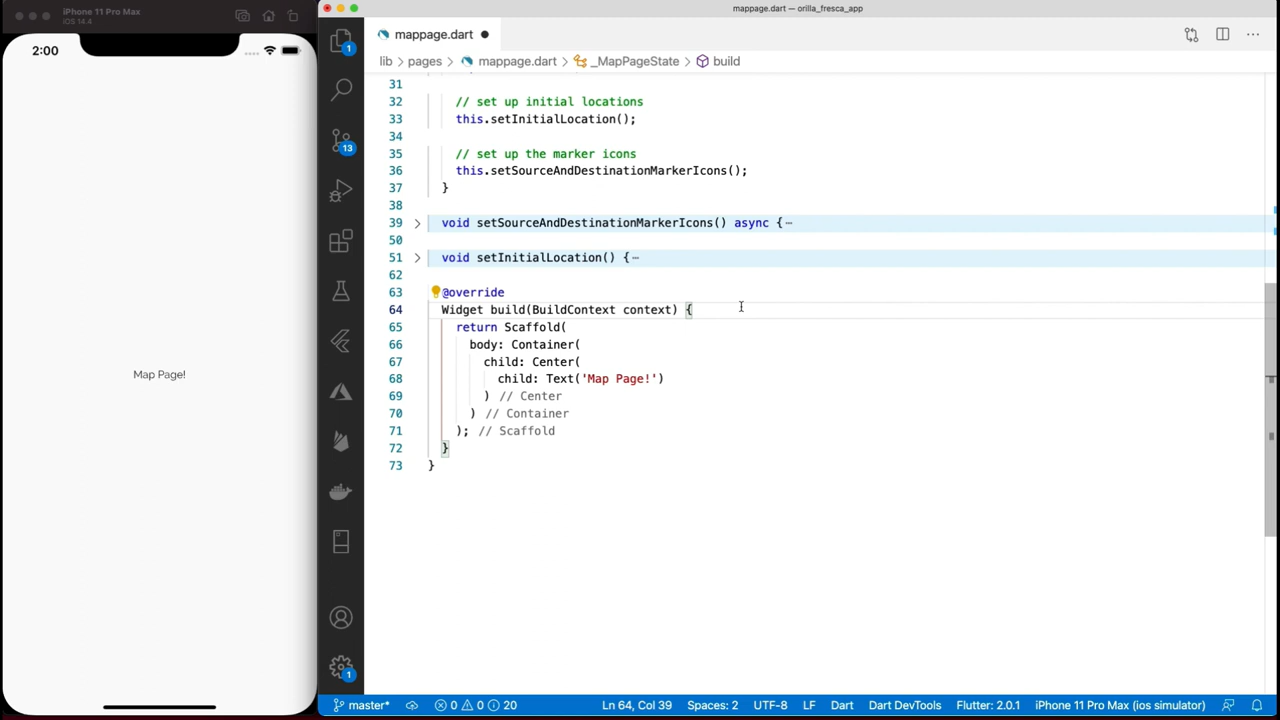 iPhone 11 Pro Max
iOS 14.4
2:00
Map Page!
mappage.dart — orilla_fresca_app
mappage.dart
lib > pages > mappage.dart > _MapPageState > build
31
32 // set up initial locations
33 this.setInitialLocation();
34
35 // set up the marker icons
36 this.setSourceAndDestinationMarkerIcons();
37 }
38
39 void setSourceAndDestinationMarkerIcons() async {⋯
50
51 void setInitialLocation() {⋯
62
63 @override
64 Widget build(BuildContext context) {
65 return Scaffold(
66 body: Container(
67 child: Center(
68 child: Text('Map Page!')
69 ) // Center
70 ) // Container
71 ); // Scaffold
72 }
73 }
1
13
1
master* 0 0 20 Ln 64, Col 39 Spaces: 2 UTF-8 LF Dart Dart DevTools Flutter: 2.0.1 iPhone 11 Pro Max (ios simulator)